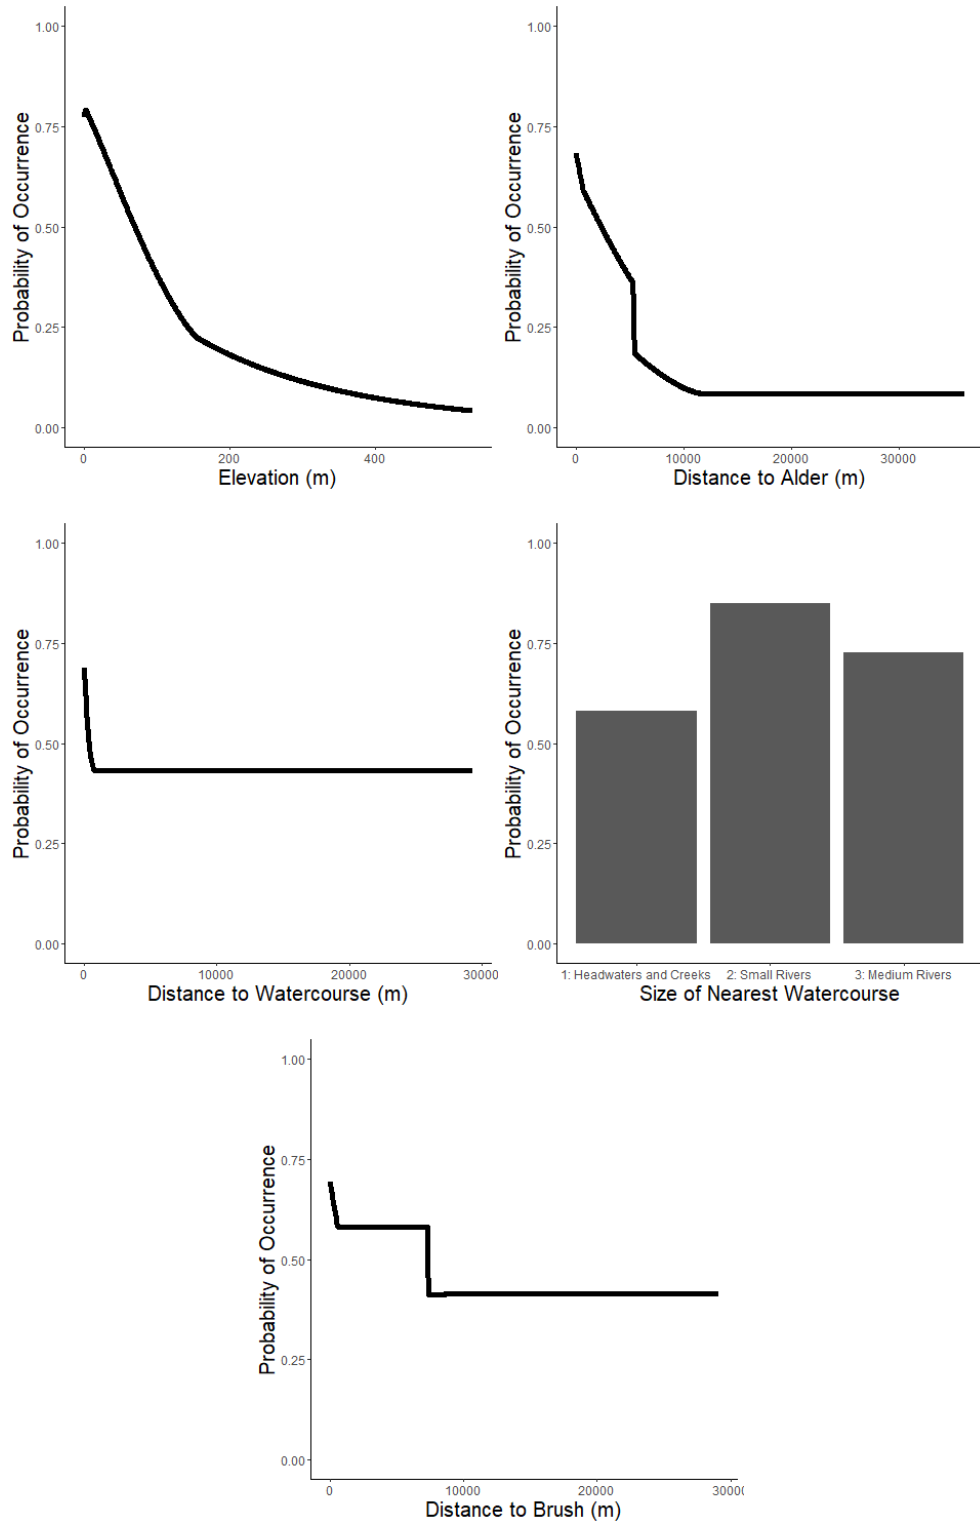 Probability of Occurrence
1.00
0.75
0.50
0.25
0.00
0 200 400
Elevation (m)
Probability of Occurrence
1.00
0.75
0.50
0.25
0.00
0 10000 20000 30000
Distance to Alder (m)
Probability of Occurrence
1.00
0.75
0.50
0.25
0.00
0 10000 20000 30000
Distance to Watercourse (m)
Probability of Occurrence
1.00
0.75
0.50
0.25
0.00
1: Headwaters and Creeks 2: Small Rivers 3: Medium Rivers
Size of Nearest Watercourse
Probability of Occurrence
1.00
0.75
0.50
0.25
0.00
0 10000 20000 3000
Distance to Brush (m)